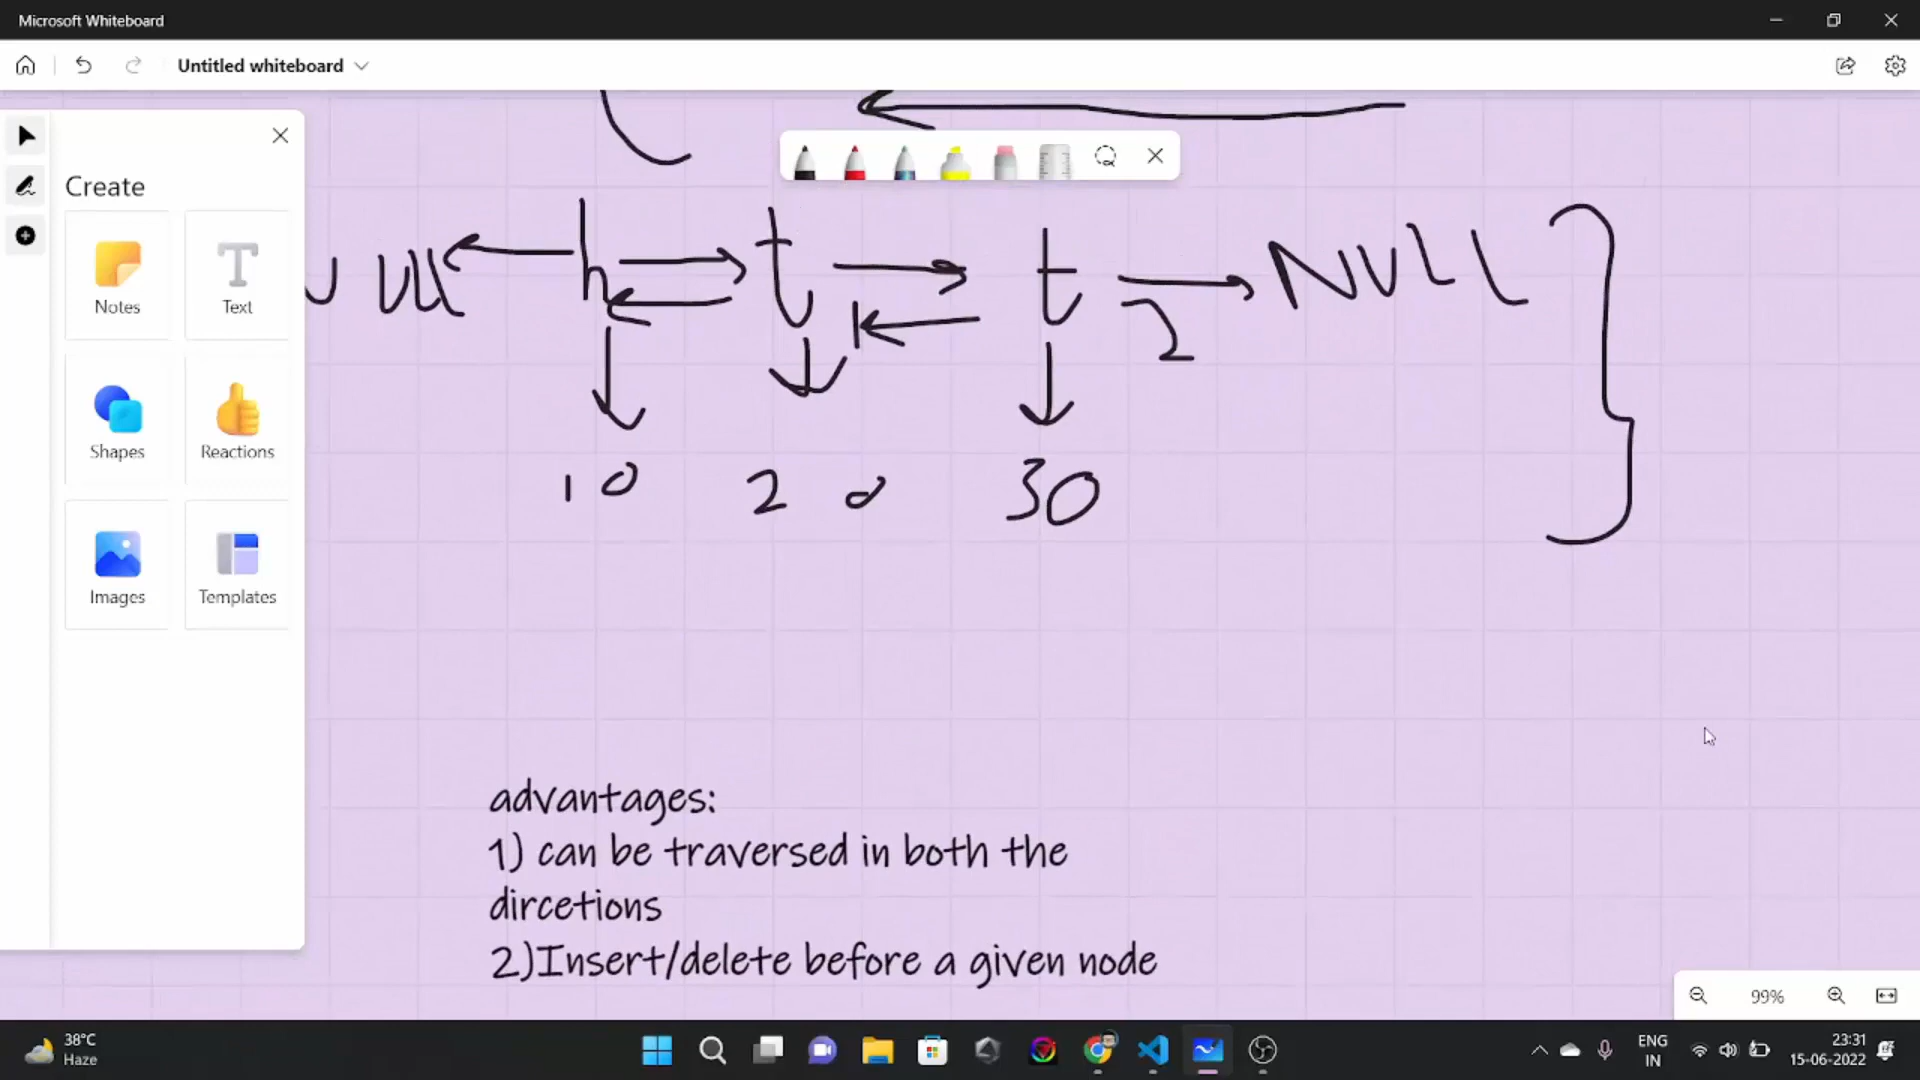 Microsoft Whiteboard
Untitled whiteboard
Create
Notes
Text
Shapes
Reactions
Images
Templates
h t t NULL
2
10 20 30
advantages:
1) can be traversed in both the
dircetions
2)Insert/delete before a given node
99%
38°C
Haze
ENG
IN
23:31
15-06-2022